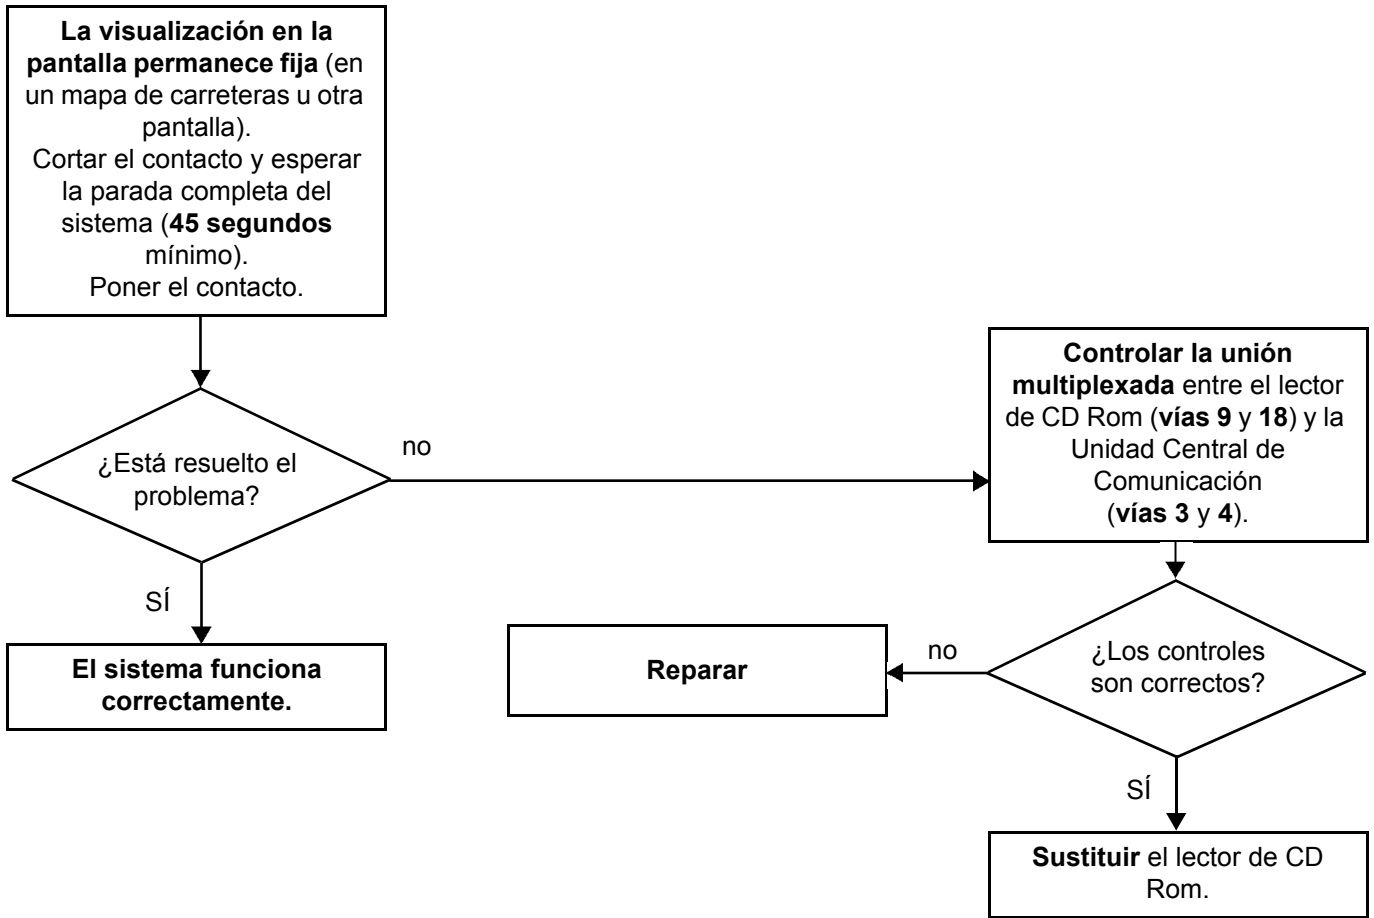 La visualización en la
pantalla permanece fija (en
un mapa de carreteras u otra
pantalla).
Cortar el contacto y esperar
la parada completa del
sistema (45 segundos
mínimo).
Poner el contacto.
¿Está resuelto el
problema?
no
SÍ
El sistema funciona
correctamente.
Controlar la unión
multiplexada entre el lector
de CD Rom (vías 9 y 18) y la
Unidad Central de
Comunicación
(vías 3 y 4).
¿Los controles
son correctos?
no
Reparar
SÍ
Sustituir el lector de CD
Rom.